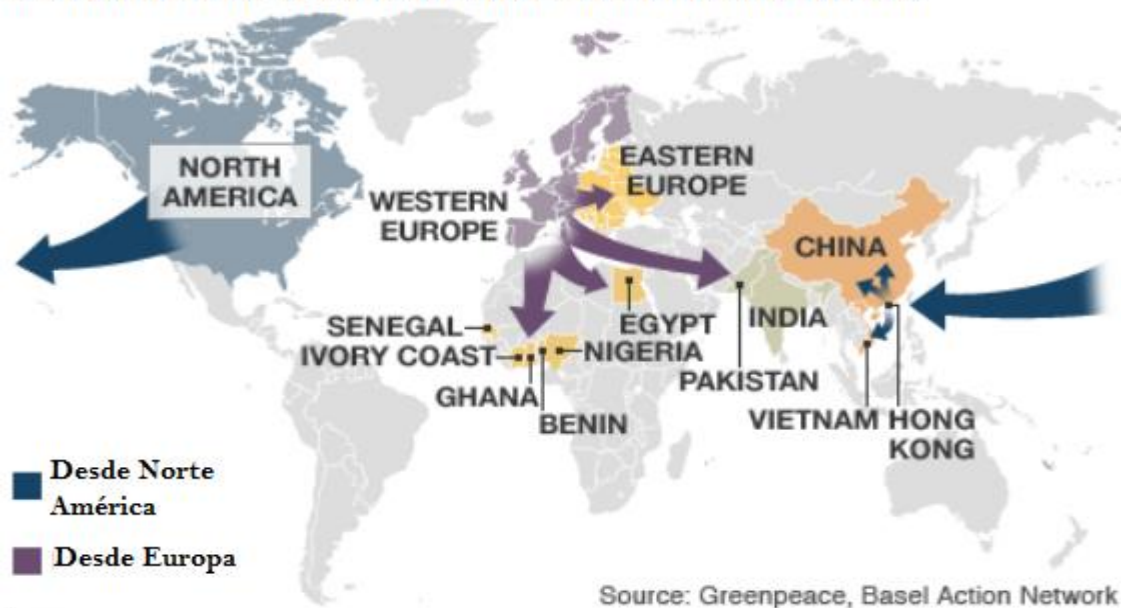 NORTH
AMERICA
WESTERN
EUROPE
EASTERN
EUROPE
CHINA
SENEGAL
IVORY COAST
GHANA
BENIN
NIGERIA
EGYPT
INDIA
PAKISTAN
VIETNAM
HONG
KONG
Desde Norte
América
Desde Europa
Source: Greenpeace, Basel Action Network